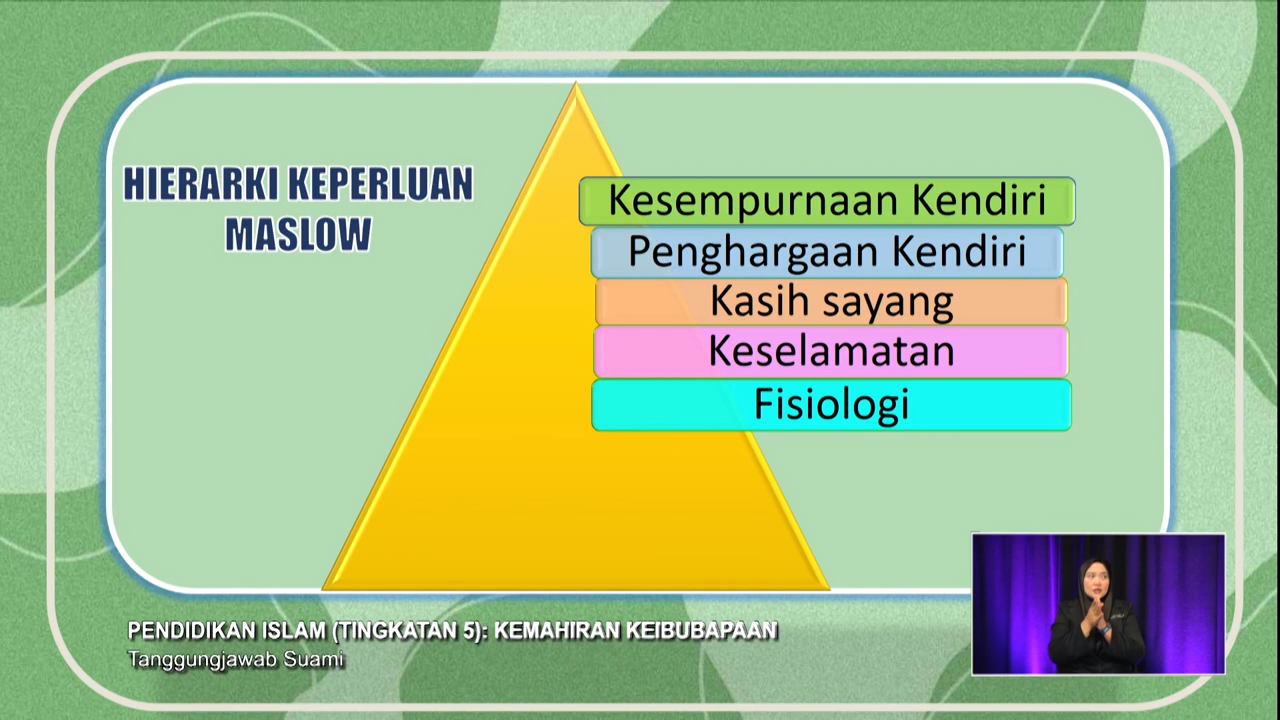 HIERARKI KEPERLUAN
MASLOW
Kesempurnaan Kendiri
Penghargaan Kendiri
Kasih sayang
Keselamatan
Fisiologi
PENDIDIKAN ISLAM (TINGKATAN 5): KEMAHIRAN KEIBUBAPAAN
Tanggungjawab Suami